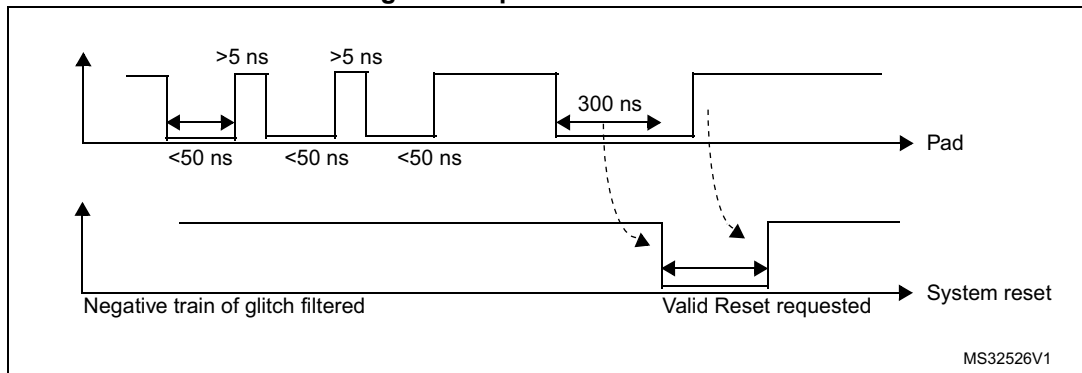 >5 ns >5 ns
300 ns
Pad
<50 ns <50 ns <50 ns
System reset
Negative train of glitch filtered Valid Reset requested
MS32526V1